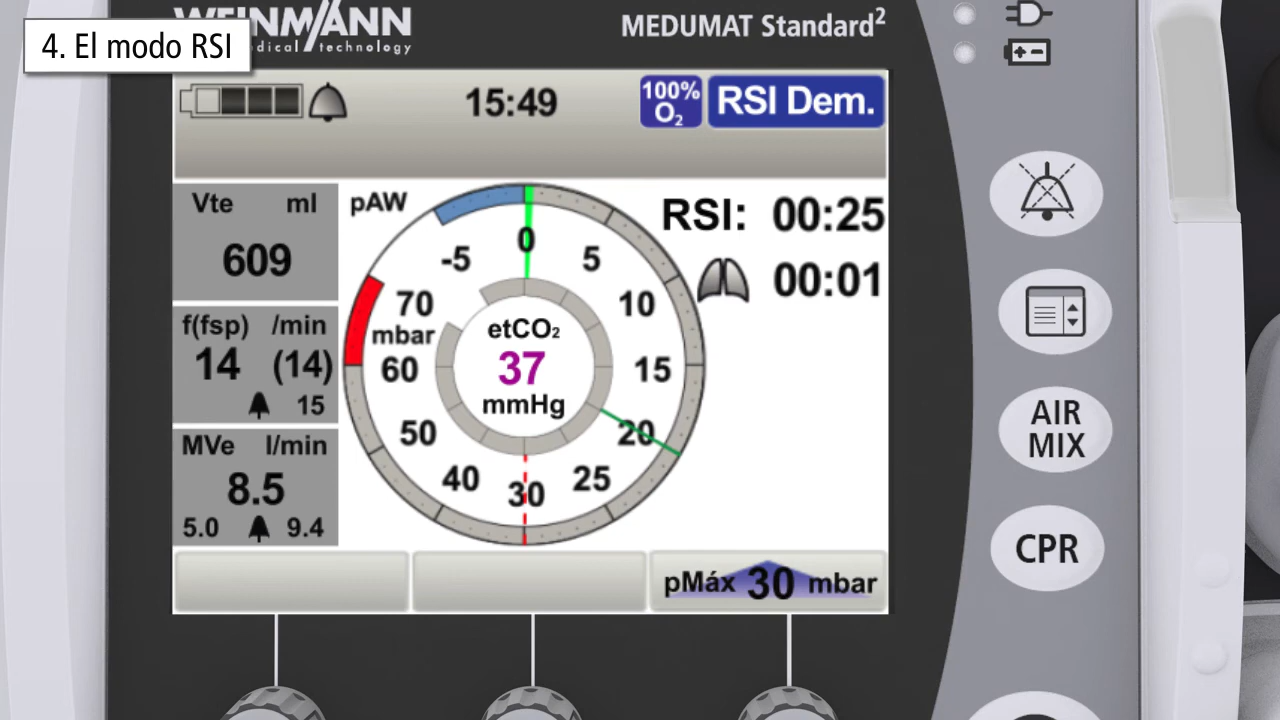 4. El modo RSI
WEINMANN
medical technology
MEDUMAT Standard²
15:49
100% O₂
RSI Dem.
Vte ml
609
f(fsp) /min
14 (14)
15
MVe l/min
8.5
5.0 9.4
pAW
0
-5
5
70
10
mbar
60
15
50
20
40
30
25
etCO₂
37
mmHg
RSI: 00:25
00:01
pMáx 30 mbar
AIR
MIX
CPR